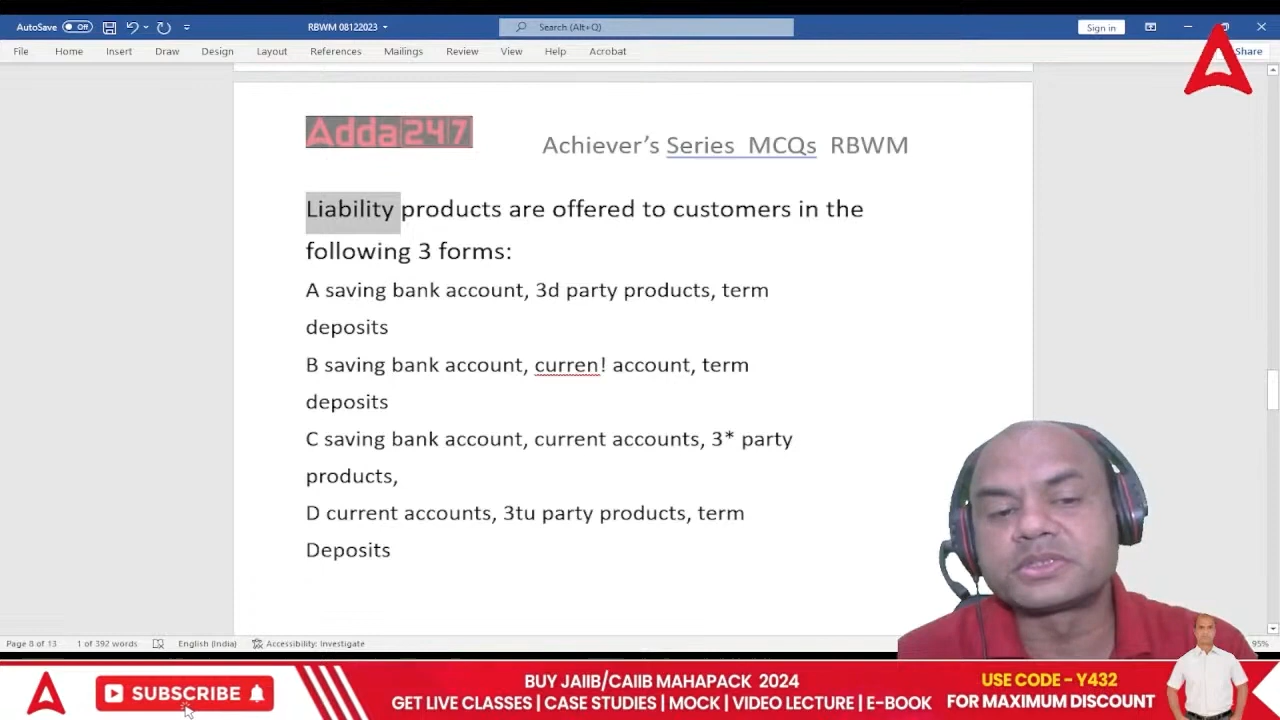 AutoSave Off
RBWM 08122023
Search (Alt+Q)
Sign in
File Home Insert Draw Design Layout References Mailings Review View Help Acrobat
Share
Adda 247
Achiever's Series MCQs RBWM
Liability products are offered to customers in the
following 3 forms:
A saving bank account, 3d party products, term
deposits
B saving bank account, curren! account, term
deposits
C saving bank account, current accounts, 3* party
products,
D current accounts, 3tu party products, term
Deposits
Page 8 of 13 1 of 392 words English (India) Accessibility: Investigate
95%
SUBSCRIBE
BUY JAIIB/CAIIB MAHAPACK 2024
GET LIVE CLASSES | CASE STUDIES | MOCK | VIDEO LECTURE | E-BOOK
USE CODE - Y432
FOR MAXIMUM DISCOUNT